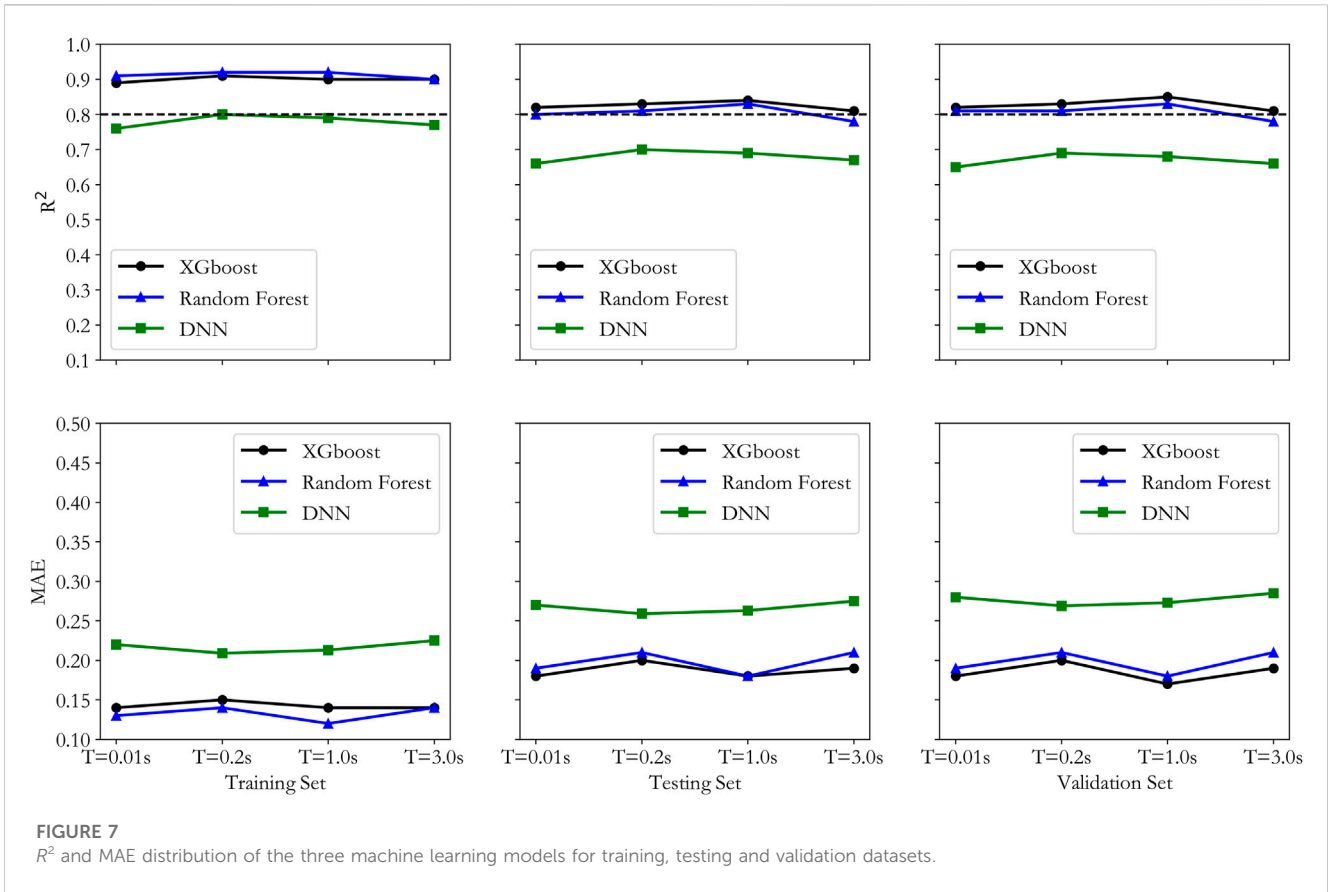 1.0
0.9
0.8
0.7
0.6
0.5
0.4
0.3
0.2
0.1
R²
XGboost
Random Forest
DNN
XGboost
Random Forest
DNN
XGboost
Random Forest
DNN
0.50
0.45
0.40
0.35
0.30
0.25
0.20
0.15
0.10
MAE
XGboost
Random Forest
DNN
XGboost
Random Forest
DNN
XGboost
Random Forest
DNN
T=0.01s T=0.2s T=1.0s T=3.0s
Training Set
T=0.01s T=0.2s T=1.0s T=3.0s
Testing Set
T=0.01s T=0.2s T=1.0s T=3.0s
Validation Set
FIGURE 7
R² and MAE distribution of the three machine learning models for training, testing and validation datasets.